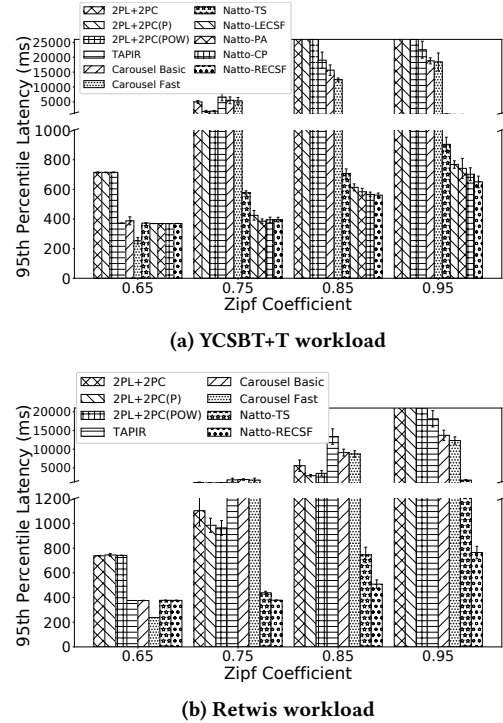 2PL+2PC
2PL+2PC(P)
2PL+2PC(POW)
TAPIR
Carousel Basic
Carousel Fast
Natto-TS
Natto-LECSF
Natto-PA
Natto-CP
Natto-RECSF
95th Percentile Latency (ms)
25000
20000
15000
10000
5000
1000
800
600
400
200
0
0.65 0.75 0.85 0.95
Zipf Coefficient
(a) YCSBT+T workload
2PL+2PC
2PL+2PC(P)
2PL+2PC(POW)
TAPIR
Carousel Basic
Carousel Fast
Natto-TS
Natto-RECSF
95th Percentile Latency (ms)
20000
15000
10000
5000
1200
1000
800
600
400
200
0
0.65 0.75 0.85 0.95
Zipf Coefficient
(b) Retwis workload